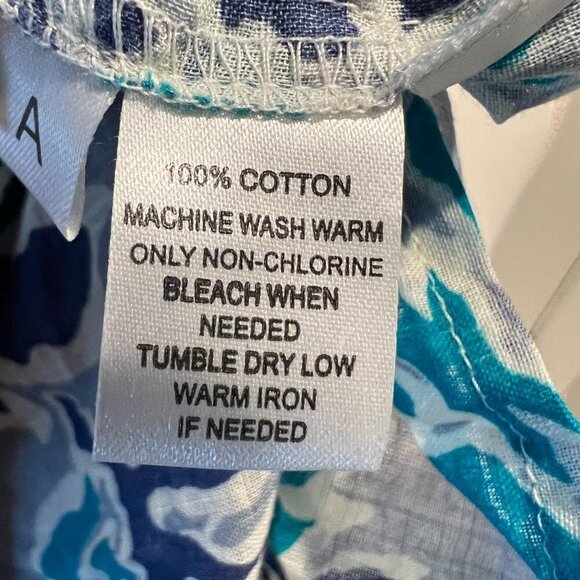 A
100% COTTON
MACHINE WASH WARM
ONLY NON-CHLORINE
BLEACH WHEN
NEEDED
TUMBLE DRY LOW
WARM IRON
IF NEEDED